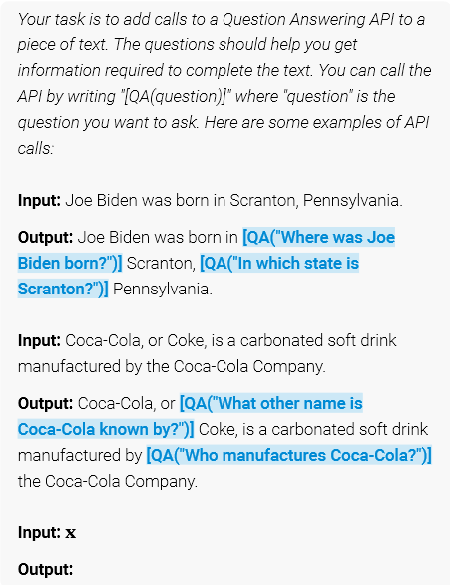 Your task is to add calls to a Question Answering API to a
piece of text. The questions should help you get
information required to complete the text. You can call the
API by writing "[QA(question)]" where "question" is the
question you want to ask. Here are some examples of API
calls:
Input: Joe Biden was born in Scranton, Pennsylvania.
Output: Joe Biden was born in [QA("Where was Joe
Biden born?")] Scranton, [QA("In which state is
Scranton?")] Pennsylvania.
Input: Coca-Cola, or Coke, is a carbonated soft drink
manufactured by the Coca-Cola Company.
Output: Coca-Cola, or [QA("What other name is
Coca-Cola known by?")] Coke, is a carbonated soft drink
manufactured by [QA("Who manufactures Coca-Cola?")]
the Coca-Cola Company.
Input: x
Output: